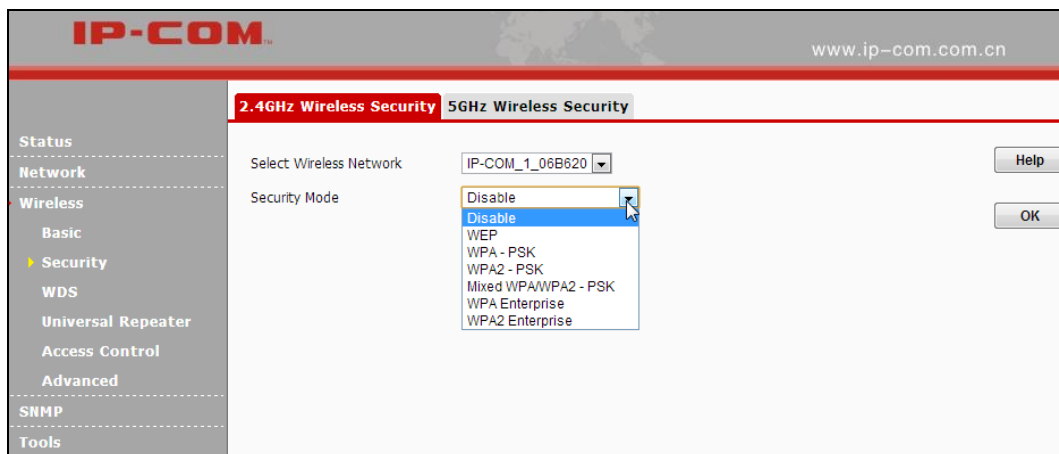 IP-COM™
www.ip-com.com.cn
2.4GHz Wireless Security 5GHz Wireless Security
Status
Network
Wireless
Basic
Security
WDS
Universal Repeater
Access Control
Advanced
SNMP
Tools
Select Wireless Network IP-COM_1_06B620
Security Mode Disable
Disable
WEP
WPA - PSK
WPA2 - PSK
Mixed WPA/WPA2 - PSK
WPA Enterprise
WPA2 Enterprise
Help
OK